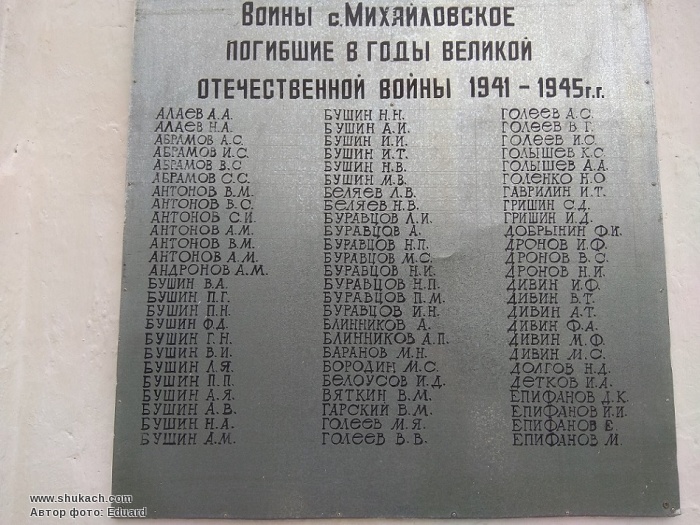 Воины с. Михайловское
погибшие в годы Великой
Отечественной войны 1941 - 1945г.г.
Алаев А.А.
Алаев Н.А.
Абрамов А.С.
Абрамов И.С.
Абрамов В.С.
Абрамов С.С.
Антонов В.М.
Антонов В.С.
Антонов С.И.
Антонов А.М.
Антонов В.М.
Антонов А.М.
Андронов А.М.
Бушин В.А.
Бушин П.Г.
Бушин П.Н.
Бушин Ф.Д.
Бушин Г.Н.
Бушин В.И.
Бушин Л.Я.
Бушин П.П.
Бушин А.Я.
Бушин А.В.
Бушин Н.А.
Бушин А.М.
Бушин Н.Н.
Бушин А.И.
Бушин И.И.
Бушин И.Т.
Бушин Н.В.
Бушин М.В.
Беляев Л.В.
Беляев Н.В.
Буравцов Л.И.
Буравцов А.
Буравцов Н.П.
Буравцов М.С.
Буравцов Н.И.
Буравцов Н.П.
Буравцов П.М.
Буравцов И.Н.
Блинников А.
Блинников А.П.
Баранов М.Н.
Бородин М.С.
Белоусов И.Д.
Вяткин В.М.
Гарский В.М.
Голеев М.Я.
Голеев В.В.
Голеев А.С.
Голеев В.Т.
Голеев И.С.
Голышев К.С.
Голышев А.А.
Голенко Н.О
Гаврилин И.Т.
Гришин С.Д.
Гришин И.Д.
Добрынин Ф.И.
Дронов И.Ф.
Дронов В.С.
Дронов Н.И.
Дивин И.Ф.
Дивин В.Т.
Дивин А.Т.
Дивин Ф.А.
Дивин М.Ф.
Дивин М.С.
Долгов Н.Д.
Детков И.А.
Епифанов Д.К.
Епифанов И.И.
Епифанов Е.
Епифанов М.
www.shukach.com
Автор фото: Eduard